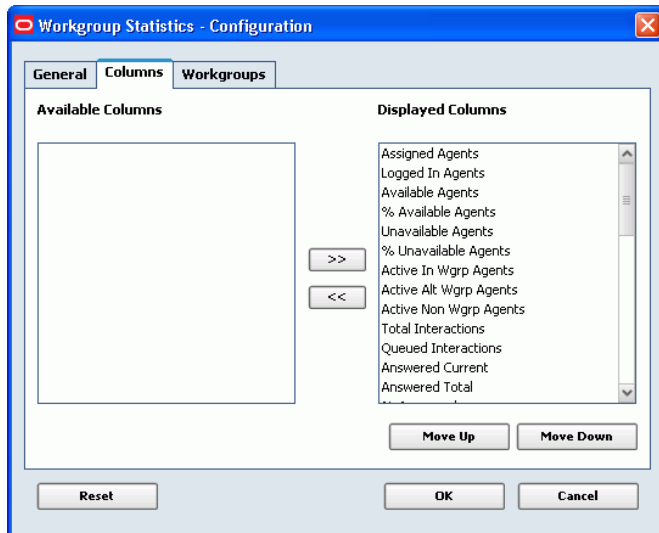 Workgroup Statistics - Configuration
General
Columns
Workgroups
Available Columns
Displayed Columns
Assigned Agents
Logged In Agents
Available Agents
% Available Agents
Unavailable Agents
% Unavailable Agents
Active In Wgrp Agents
Active Alt Wgrp Agents
Active Non Wgrp Agents
Total Interactions
Queued Interactions
Answered Current
Answered Total
>>
<<
Move Up
Move Down
Reset
OK
Cancel